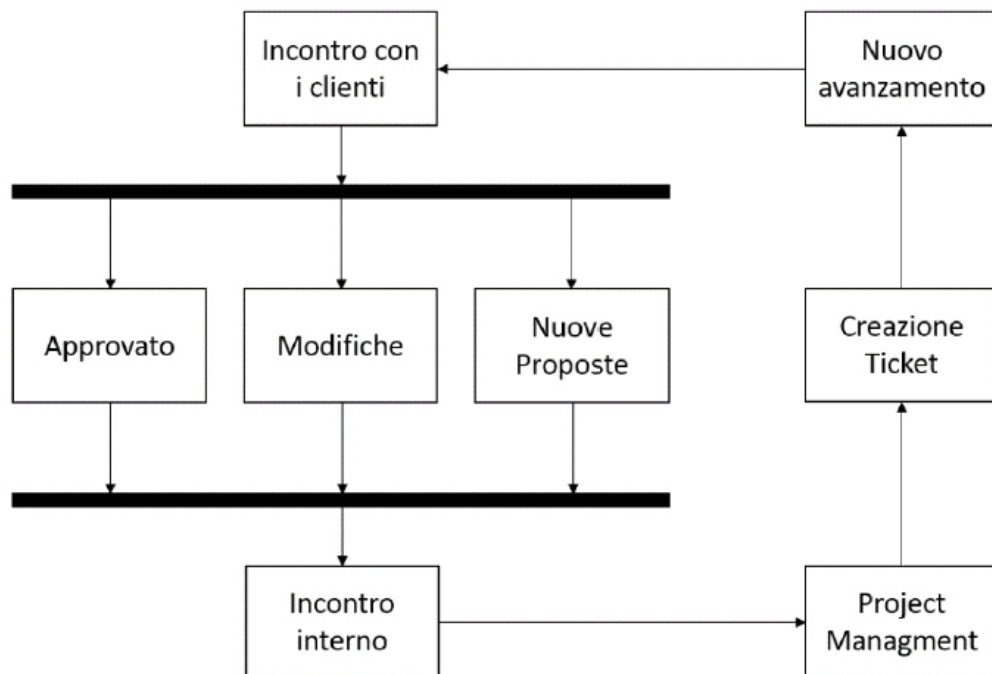 Incontro con
i clienti
Nuovo
avanzamento
Approvato
Modifiche
Nuove
Proposte
Creazione
Ticket
Incontro
interno
Project
Managment